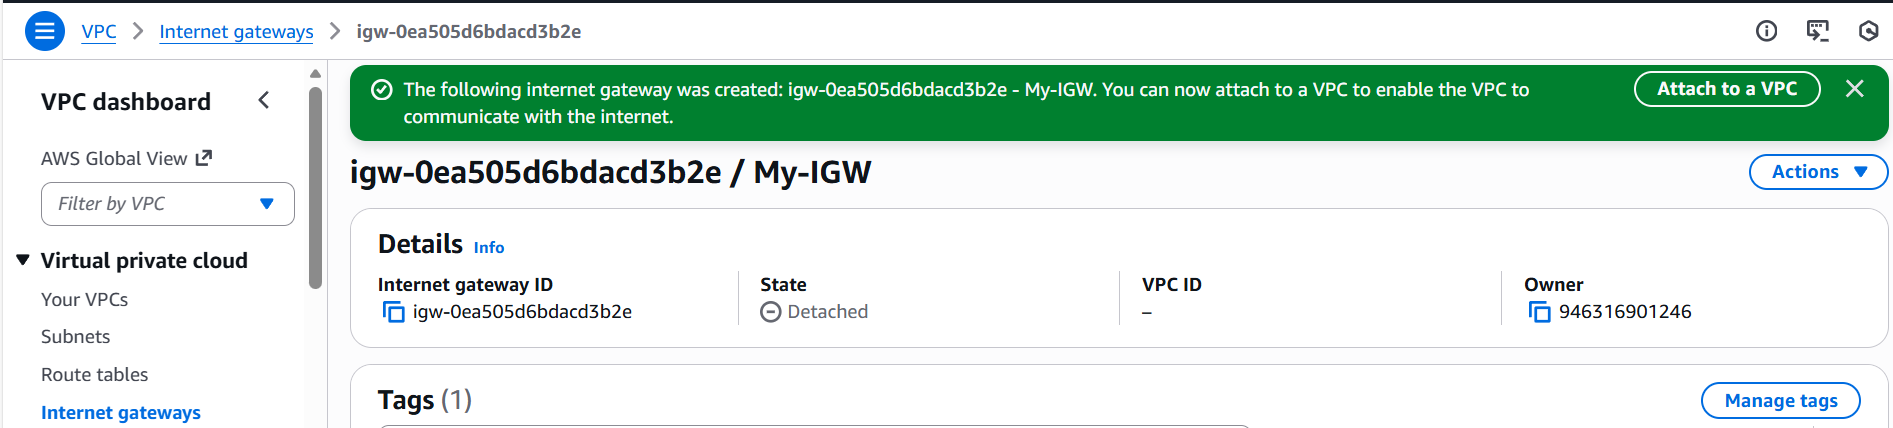 VPC > Internet gateways > igw-0ea505d6bdacd3b2e
VPC dashboard
AWS Global View
Filter by VPC
Virtual private cloud
Your VPCs
Subnets
Route tables
Internet gateways
The following internet gateway was created: igw-0ea505d6bdacd3b2e - My-IGW. You can now attach to a VPC to enable the VPC to
communicate with the internet.
Attach to a VPC
igw-0ea505d6bdacd3b2e / My-IGW
Actions
Details Info
Internet gateway ID
igw-0ea505d6bdacd3b2e
State
Detached
VPC ID
–
Owner
946316901246
Tags (1)
Manage tags